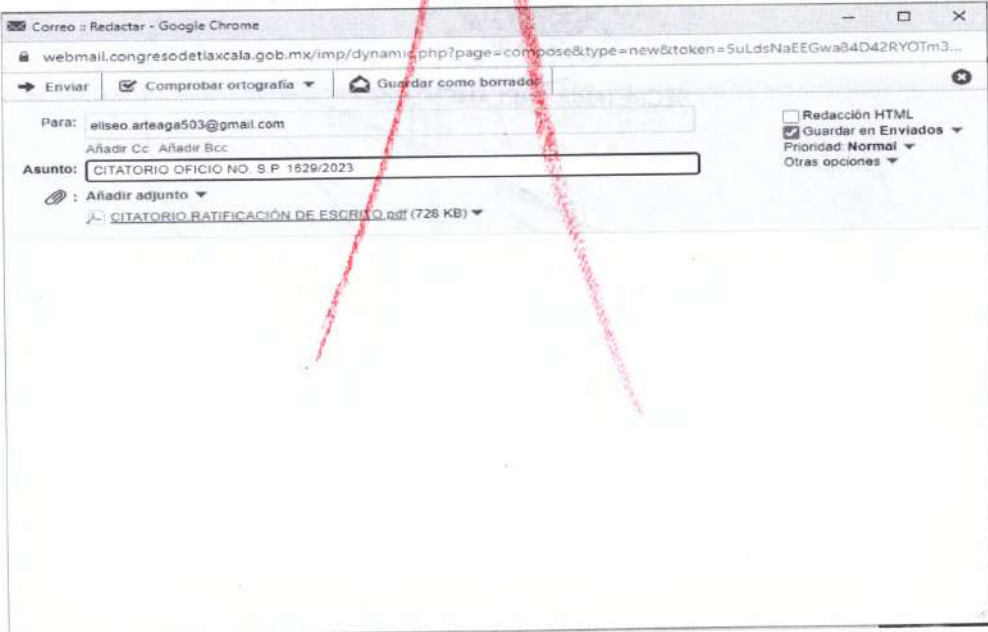 Correo :: Redactar - Google Chrome
webmail.congresodetlaxcala.gob.mx/imp/dynamic.php?page=compose&type=new&token=SuLdsNaEEGwa84D42RYOTm3...
Enviar Comprobar ortografía Guardar como borrador
Para: eliseo.arteaga503@gmail.com
Añadir Cc Añadir Bcc
Asunto: CITATORIO OFICIO NO. S.P. 1629/2023
: Añadir adjunto
CITATORIO RATIFICACIÓN DE ESCRITO.pdf (728 KB)
Redacción HTML
Guardar en Enviados
Prioridad: Normal
Otras opciones